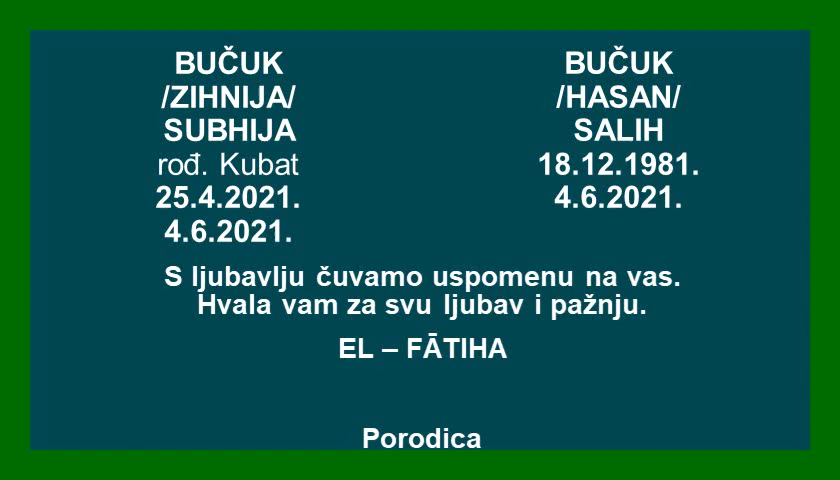 BUČUK
/ZIHNIJA/
SUBHIJA
rođ. Kubat
25.4.2021.
4.6.2021.
BUČUK
/HASAN/
SALIH
18.12.1981.
4.6.2021.
S ljubavlju čuvamo uspomenu na vas.
Hvala vam za svu ljubav i pažnju.
EL – FĀTIHA
Porodica